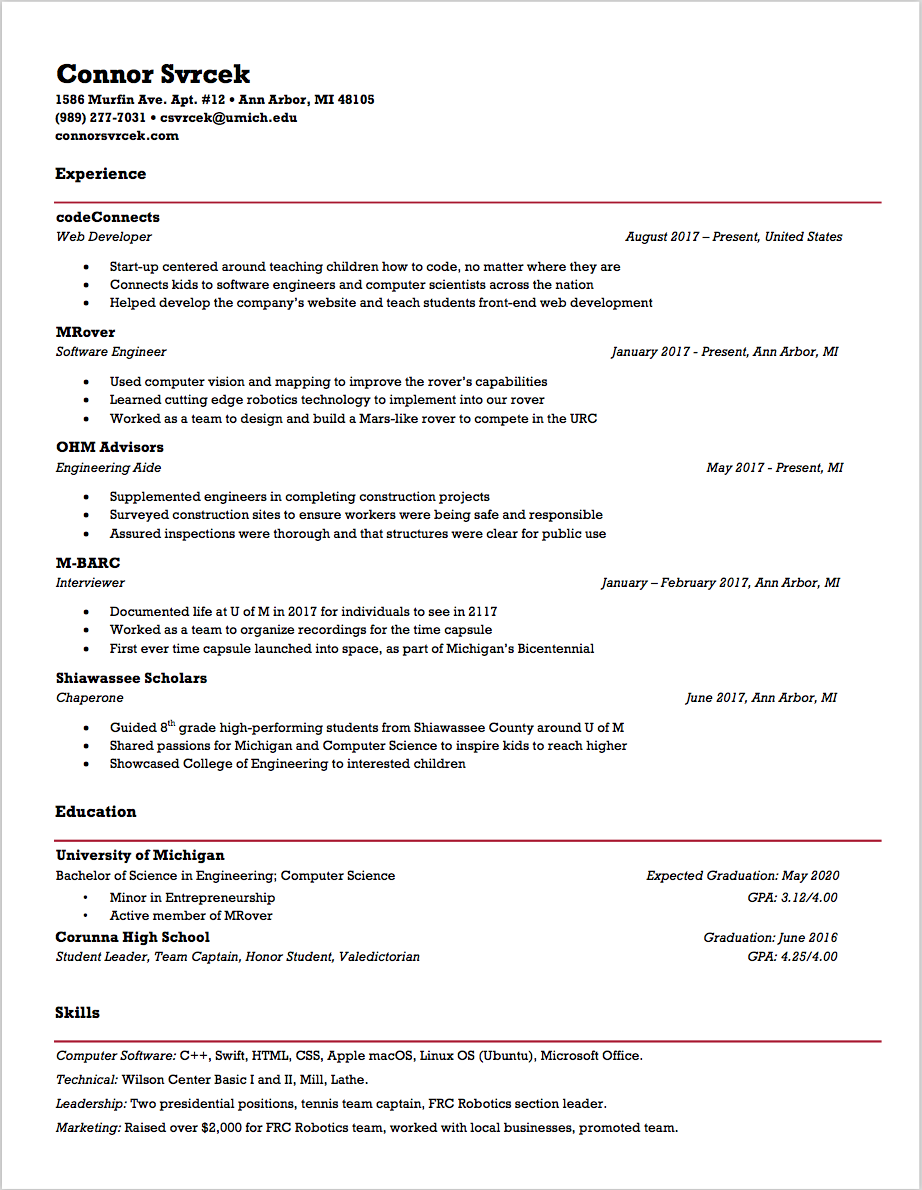 Connor Svrcek
1586 Murfin Ave. Apt. #12 • Ann Arbor, MI 48105
(989) 277-7031 • csvrcek@umich.edu
connorsvrcek.com
Experience
codeConnects
Web Developer August 2017 – Present, United States
• Start-up centered around teaching children how to code, no matter where they are
• Connects kids to software engineers and computer scientists across the nation
• Helped develop the company's website and teach students front-end web development
MRover
Software Engineer January 2017 - Present, Ann Arbor, MI
• Used computer vision and mapping to improve the rover's capabilities
• Learned cutting edge robotics technology to implement into our rover
• Worked as a team to design and build a Mars-like rover to compete in the URC
OHM Advisors
Engineering Aide May 2017 - Present, MI
• Supplemented engineers in completing construction projects
• Surveyed construction sites to ensure workers were being safe and responsible
• Assured inspections were thorough and that structures were clear for public use
M-BARC
Interviewer January – February 2017, Ann Arbor, MI
• Documented life at U of M in 2017 for individuals to see in 2117
• Worked as a team to organize recordings for the time capsule
• First ever time capsule launched into space, as part of Michigan's Bicentennial
Shiawassee Scholars
Chaperone June 2017, Ann Arbor, MI
• Guided 8th grade high-performing students from Shiawassee County around U of M
• Shared passions for Michigan and Computer Science to inspire kids to reach higher
• Showcased College of Engineering to interested children
Education
University of Michigan
Bachelor of Science in Engineering; Computer Science Expected Graduation: May 2020
• Minor in Entrepreneurship GPA: 3.12/4.00
• Active member of MRover
Corunna High School Graduation: June 2016
Student Leader, Team Captain, Honor Student, Valedictorian GPA: 4.25/4.00
Skills
Computer Software: C++, Swift, HTML, CSS, Apple macOS, Linux OS (Ubuntu), Microsoft Office.
Technical: Wilson Center Basic I and II, Mill, Lathe.
Leadership: Two presidential positions, tennis team captain, FRC Robotics section leader.
Marketing: Raised over $2,000 for FRC Robotics team, worked with local businesses, promoted team.